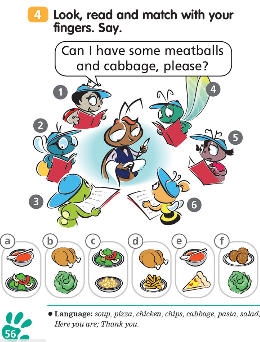 4 Look, read and match with your
fingers. Say.
Can I have some meatballs
and cabbage, please?
1
4
2
5
3
6
a b c d e f
• Language: soup, pizza, chicken, chips, cabbage, pasta, salad,
Here you are; Thank you.
56